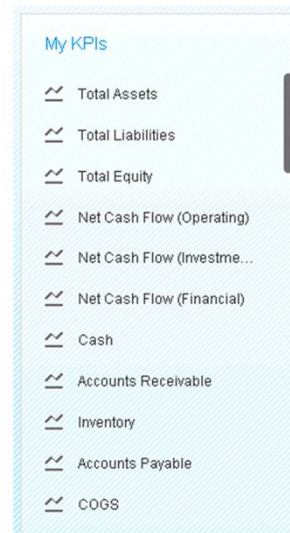 My KPIs
Total Assets
Total Liabilities
Total Equity
Net Cash Flow (Operating)
Net Cash Flow (Investme...
Net Cash Flow (Financial)
Cash
Accounts Receivable
Inventory
Accounts Payable
COGS